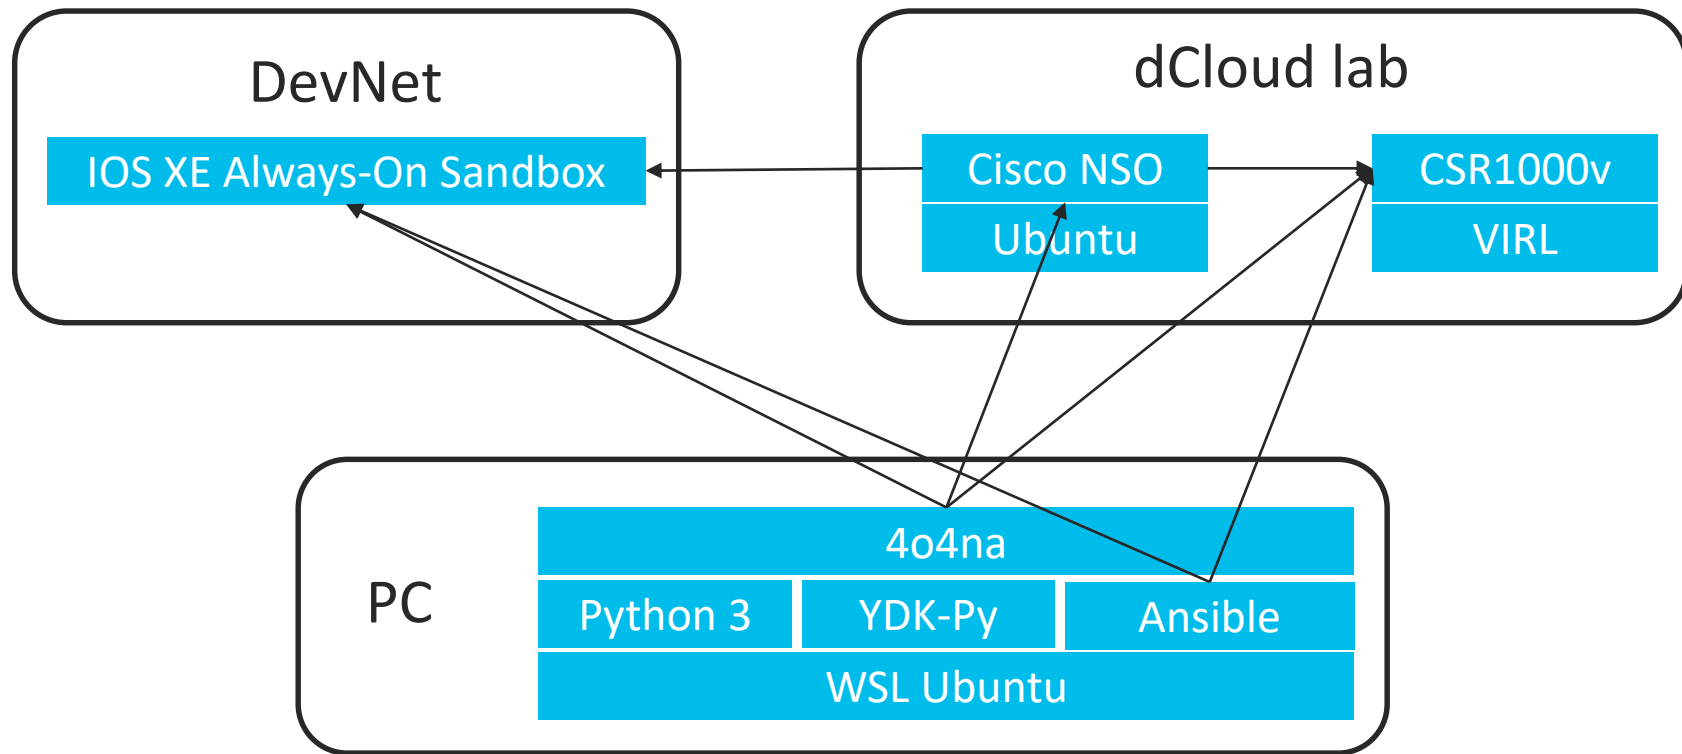 DevNet
IOS XE Always-On Sandbox
dCloud lab
Cisco NSO
Ubuntu
CSR1000v
VIRL
PC
4o4na
Python 3
YDK-Py
Ansible
WSL Ubuntu